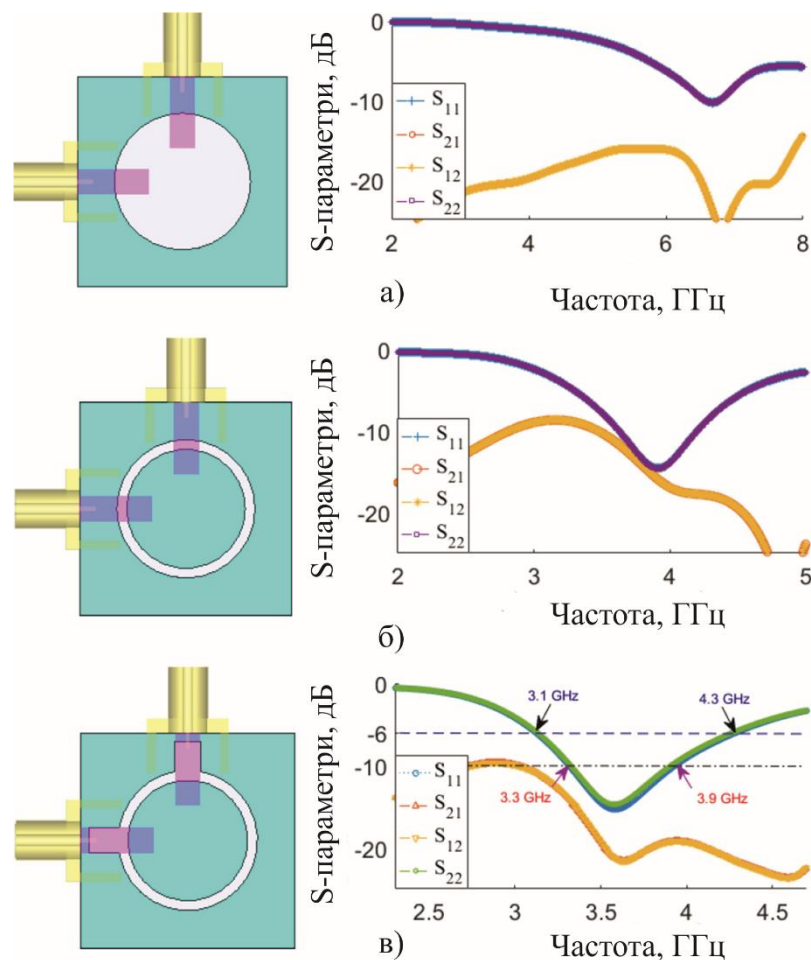 S-параметри, дБ
0
-10
-20
S11
S21
S12
S22
2
4
6
8
а)
Частота, ГГц
S-параметри, дБ
0
-10
-20
S11
S21
S12
S22
2
3
4
5
б)
Частота, ГГц
S-параметри, дБ
0
-6
-10
-20
3.1 GHz
4.3 GHz
3.3 GHz
3.9 GHz
S11
S21
S12
S22
2.5
3
3.5
4
4.5
в)
Частота, ГГц